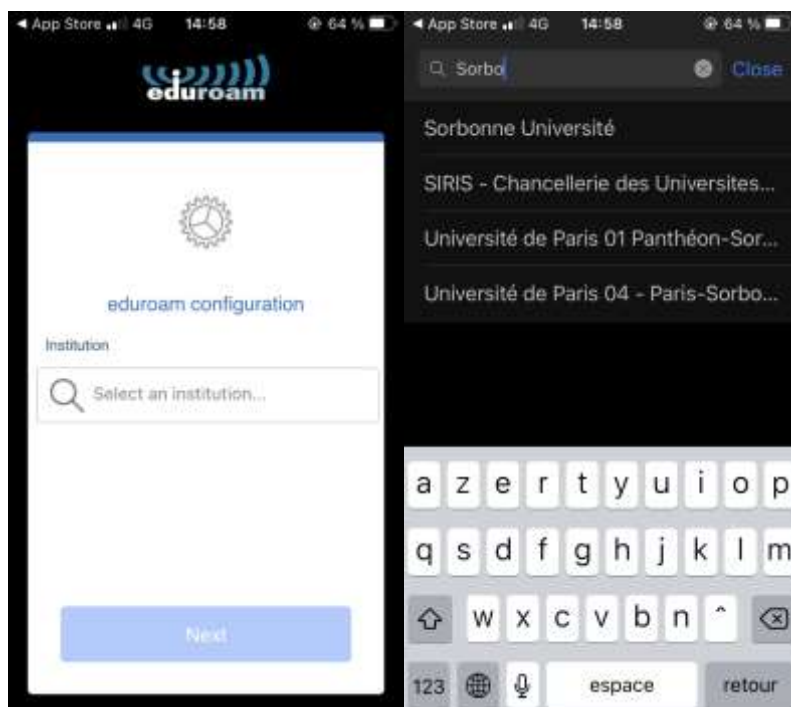 App Store 4G 14:58 64 %
eduroam
eduroam configuration
Institution
Select an institution...
Next
App Store 4G 14:58 64 %
Sorbo Close
Sorbonne Université
SIRIS - Chancellerie des Universites...
Université de Paris 01 Panthéon-Sor...
Université de Paris 04 - Paris-Sorbo...
a z e r t y u i o p
q s d f g h j k l m
w x c v b n ^
123 espace retour